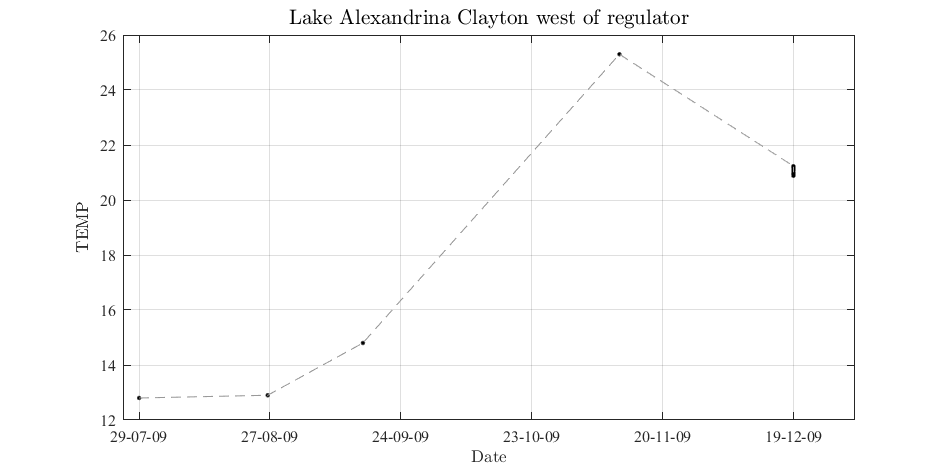 Lake Alexandrina Clayton west of regulator
26
24
22
20
18
16
14
12
TEMP
29-07-09 27-08-09 24-09-09 23-10-09 20-11-09 19-12-09
Date